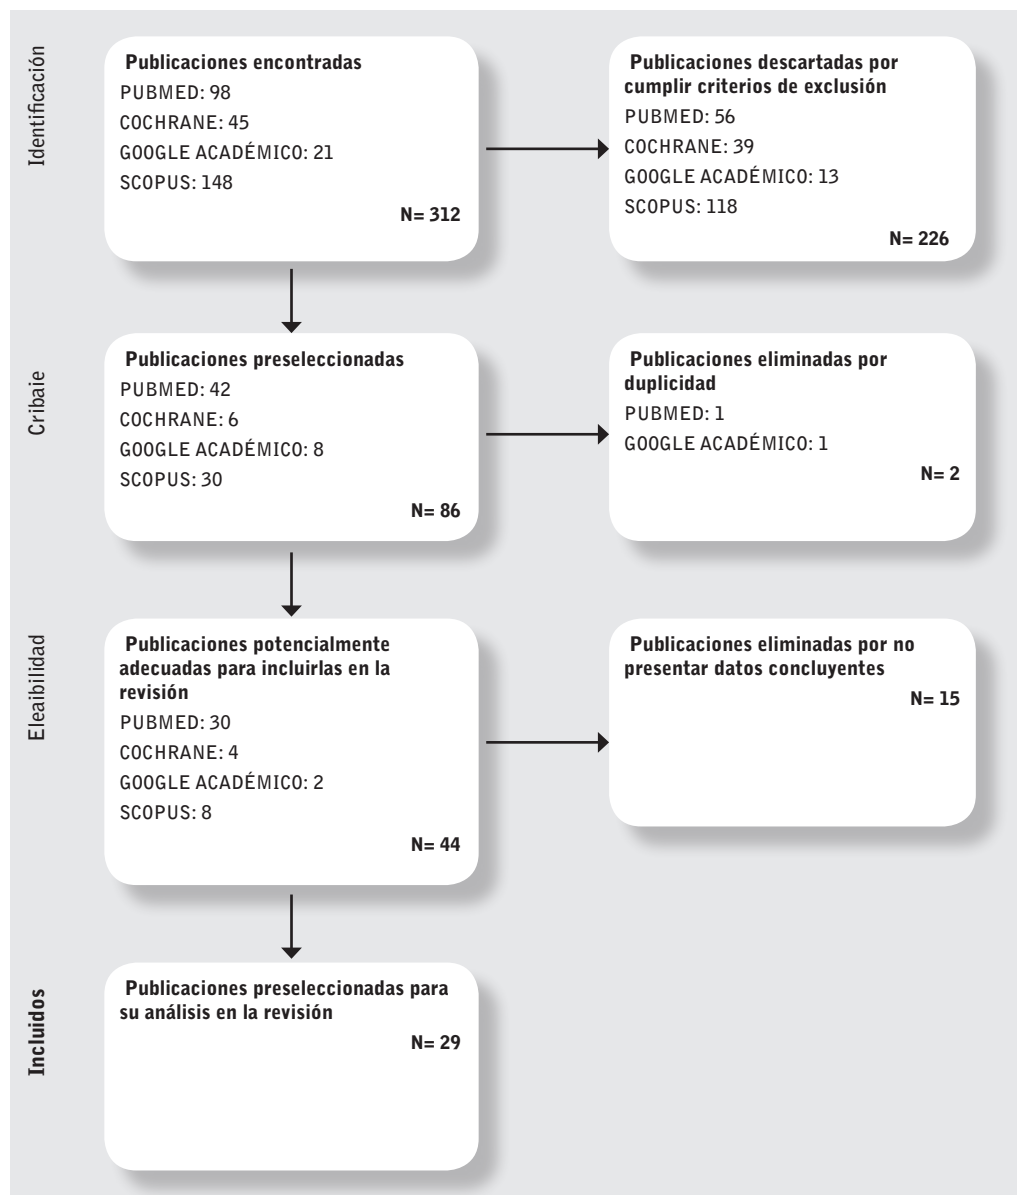 Identificación
Publicaciones encontradas
PUBMED: 98
COCHRANE: 45
GOOGLE ACADÉMICO: 21
SCOPUS: 148
N= 312
Publicaciones descartadas por
cumplir criterios de exclusión
PUBMED: 56
COCHRANE: 39
GOOGLE ACADÉMICO: 13
SCOPUS: 118
N= 226
Cribaie
Publicaciones preseleccionadas
PUBMED: 42
COCHRANE: 6
GOOGLE ACADÉMICO: 8
SCOPUS: 30
N= 86
Publicaciones eliminadas por
duplicidad
PUBMED: 1
GOOGLE ACADÉMICO: 1
N= 2
Eleaibilidad
Publicaciones potencialmente
adecuadas para incluirlas en la
revisión
PUBMED: 30
COCHRANE: 4
GOOGLE ACADÉMICO: 2
SCOPUS: 8
N= 44
Publicaciones eliminadas por no
presentar datos concluyentes
N= 15
Incluidos
Publicaciones preseleccionadas para
su análisis en la revisión
N= 29